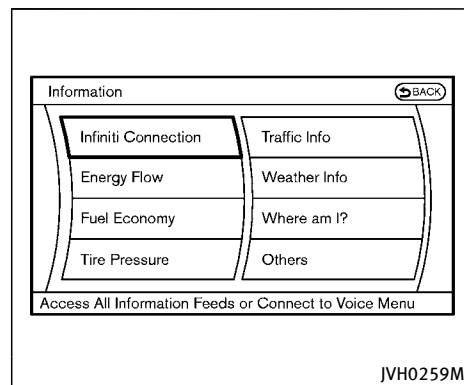 Information
BACK
Infiniti Connection
Traffic Info
Energy Flow
Weather Info
Fuel Economy
Where am I?
Tire Pressure
Others
Access All Information Feeds or Connect to Voice Menu
JVH0259M